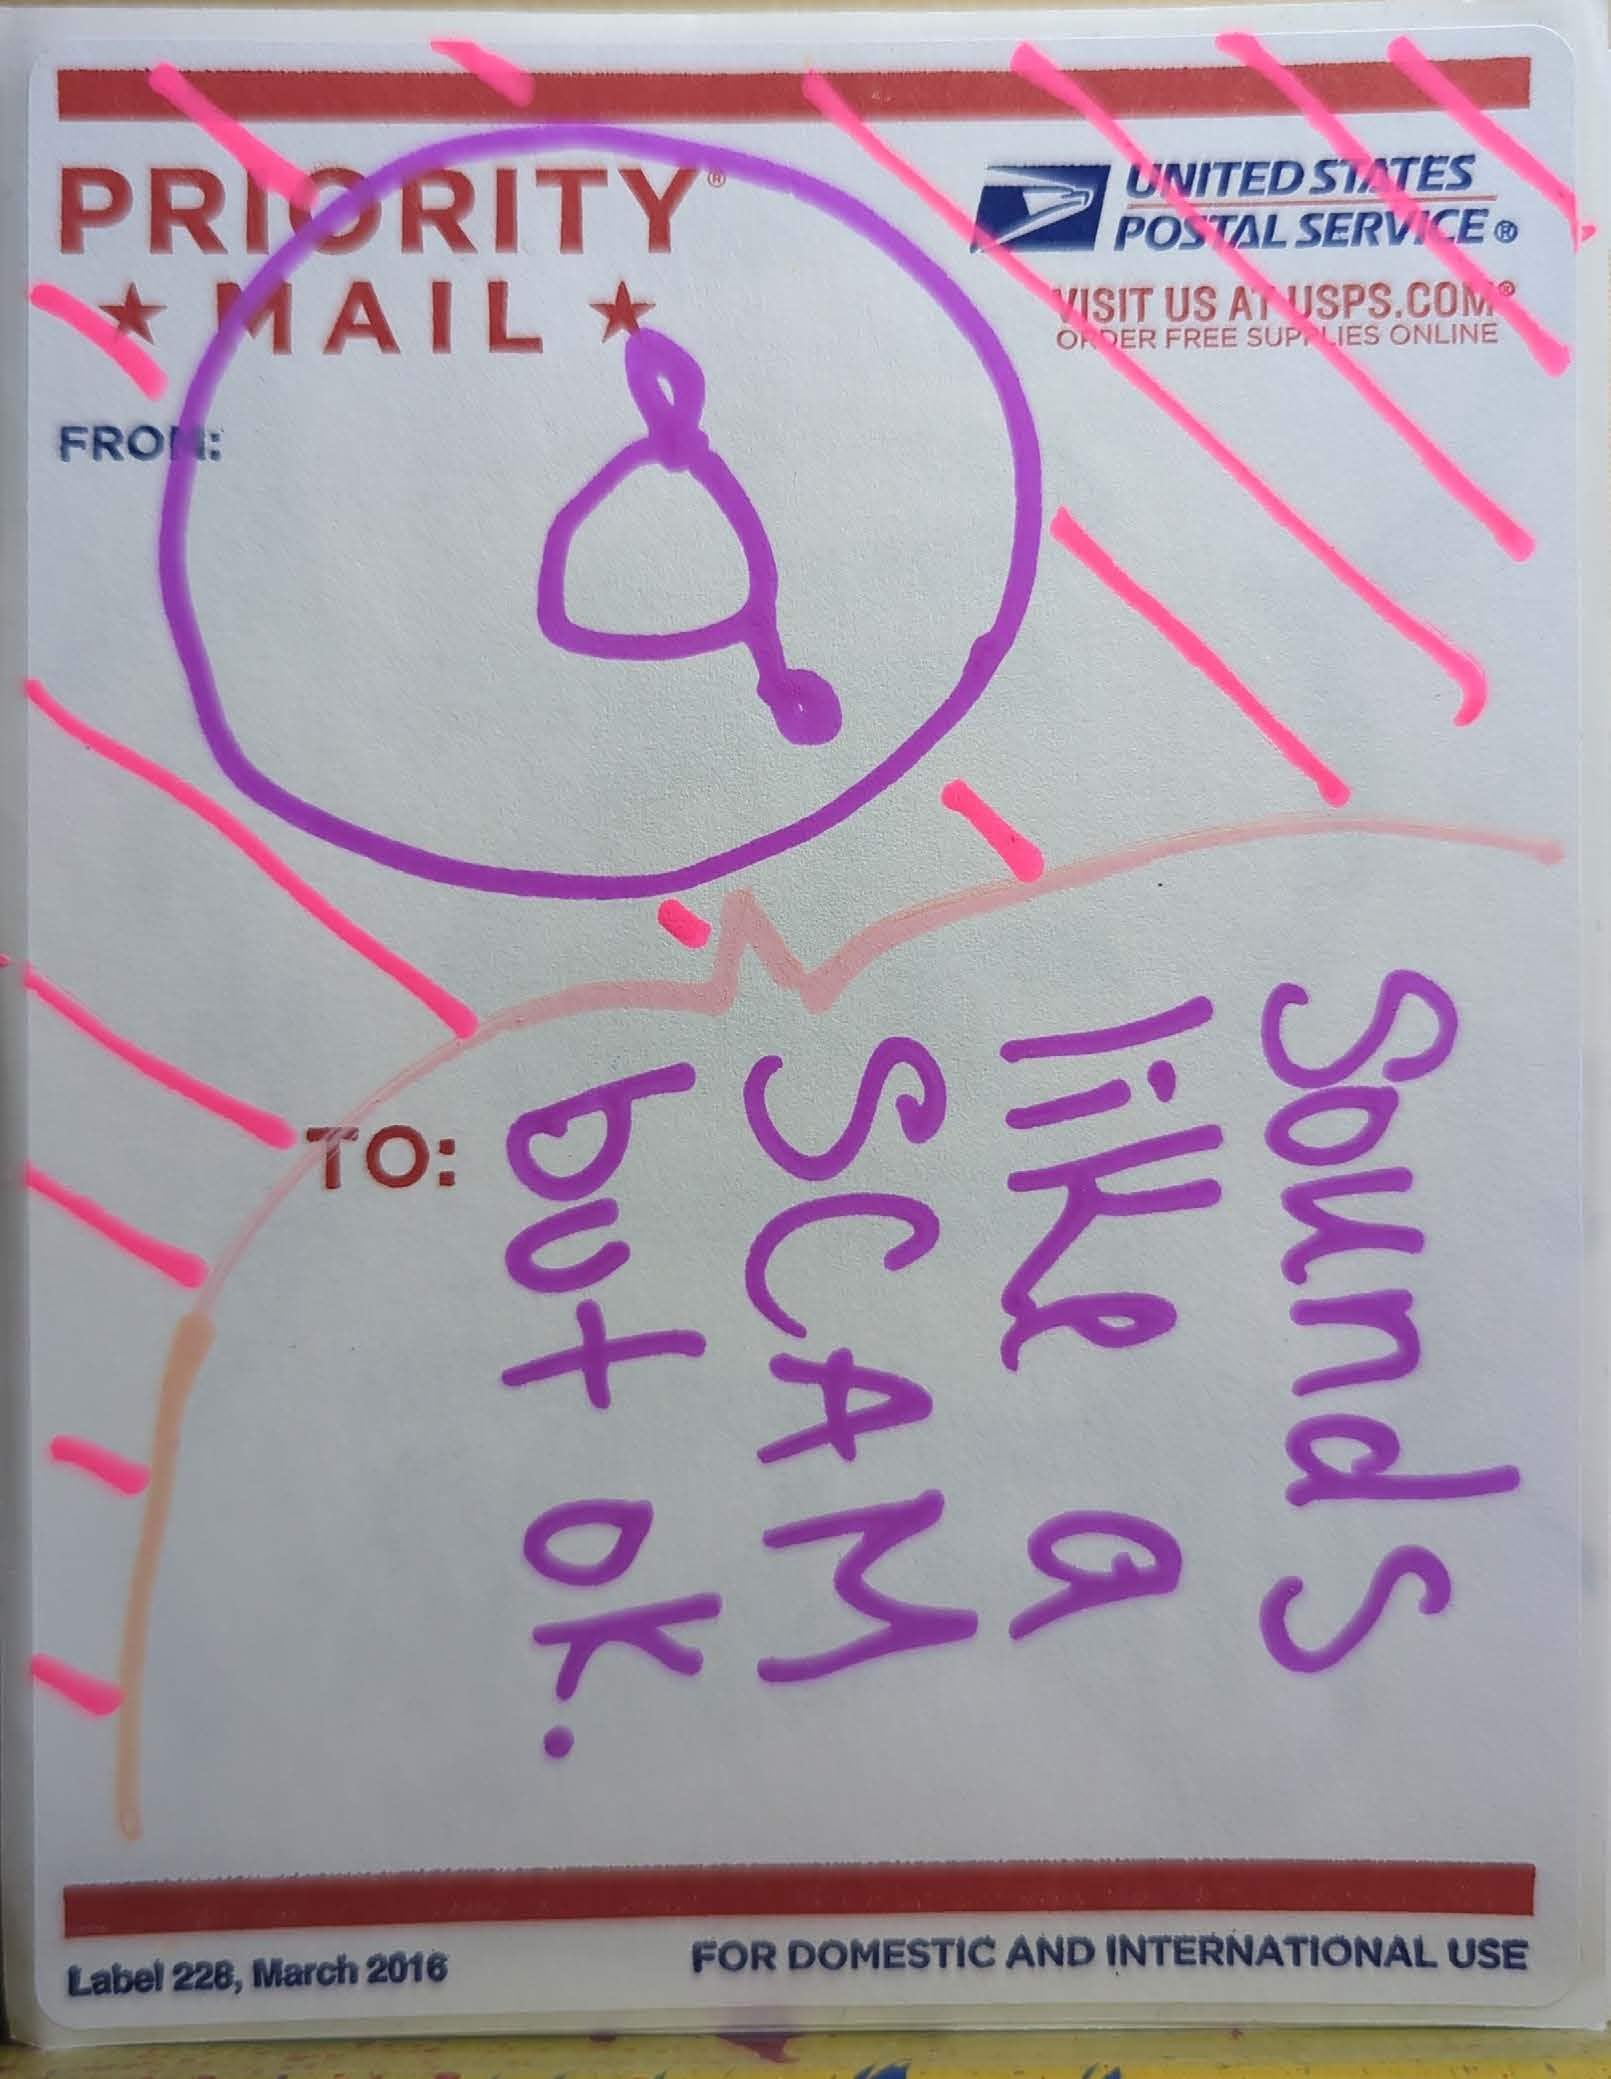 PRIORITY®
★ MAIL ★
UNITED STATES
POSTAL SERVICE®
VISIT US AT USPS.COM®
ORDER FREE SUPPLIES ONLINE
FROM:
TO:
Sounds
like a
SCAM
but ok.
Label 228, March 2016
FOR DOMESTIC AND INTERNATIONAL USE